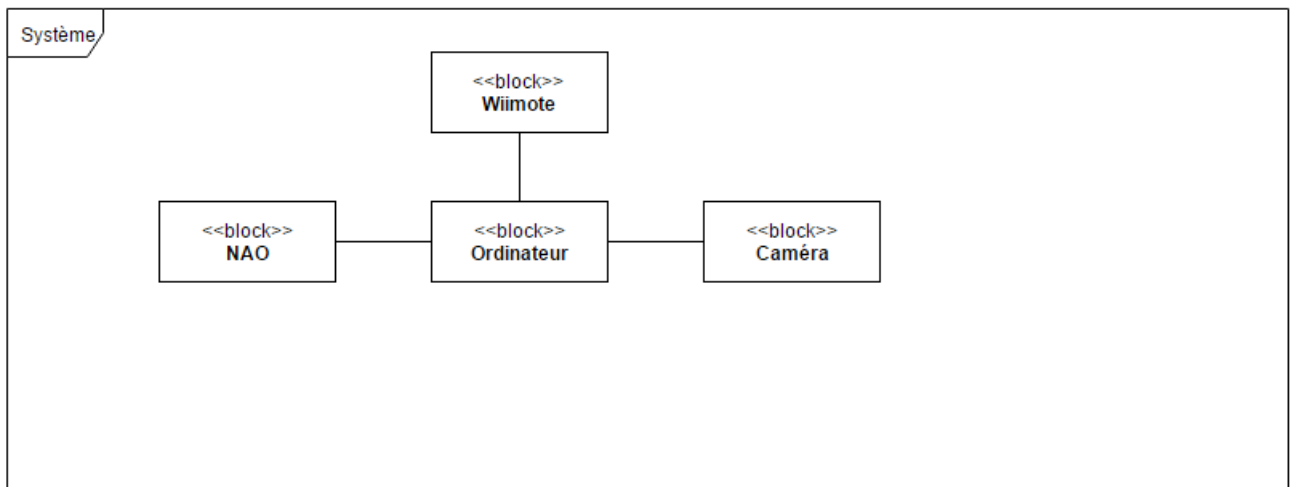 Système
<<block>>
Wiimote
<<block>>
NAO
<<block>>
Ordinateur
<<block>>
Caméra